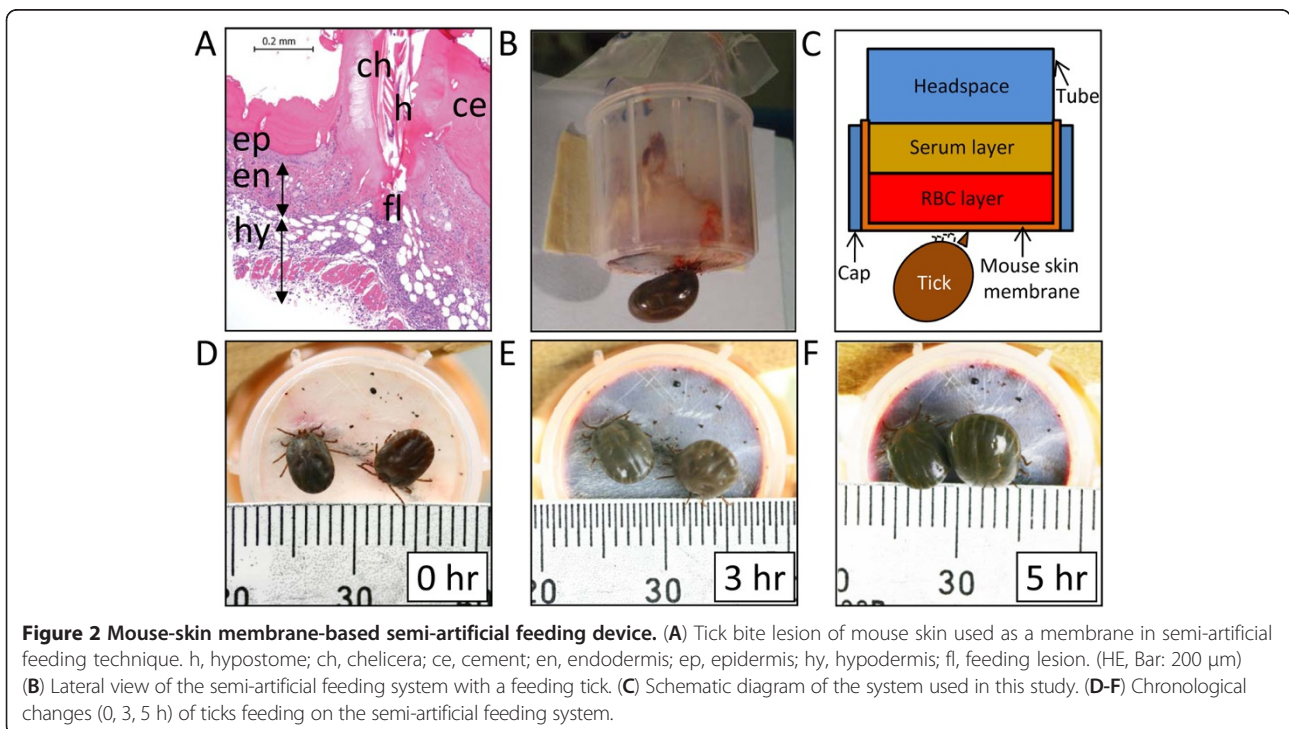 A
0.2 mm
ch
h
ce
ep
en
fl
hy
B
C
Headspace
Tube
Serum layer
RBC layer
Cap
Tick
Mouse skin
membrane
D
0 hr
30
E
3 hr
20
30
F
5 hr
30
Figure 2 Mouse-skin membrane-based semi-artificial feeding device. (A) Tick bite lesion of mouse skin used as a membrane in semi-artificial
feeding technique. h, hypostome; ch, chelicera; ce, cement; en, endodermis; ep, epidermis; hy, hypodermis; fl, feeding lesion. (HE, Bar: 200 μm)
(B) Lateral view of the semi-artificial feeding system with a feeding tick. (C) Schematic diagram of the system used in this study. (D-F) Chronological
changes (0, 3, 5 h) of ticks feeding on the semi-artificial feeding system.